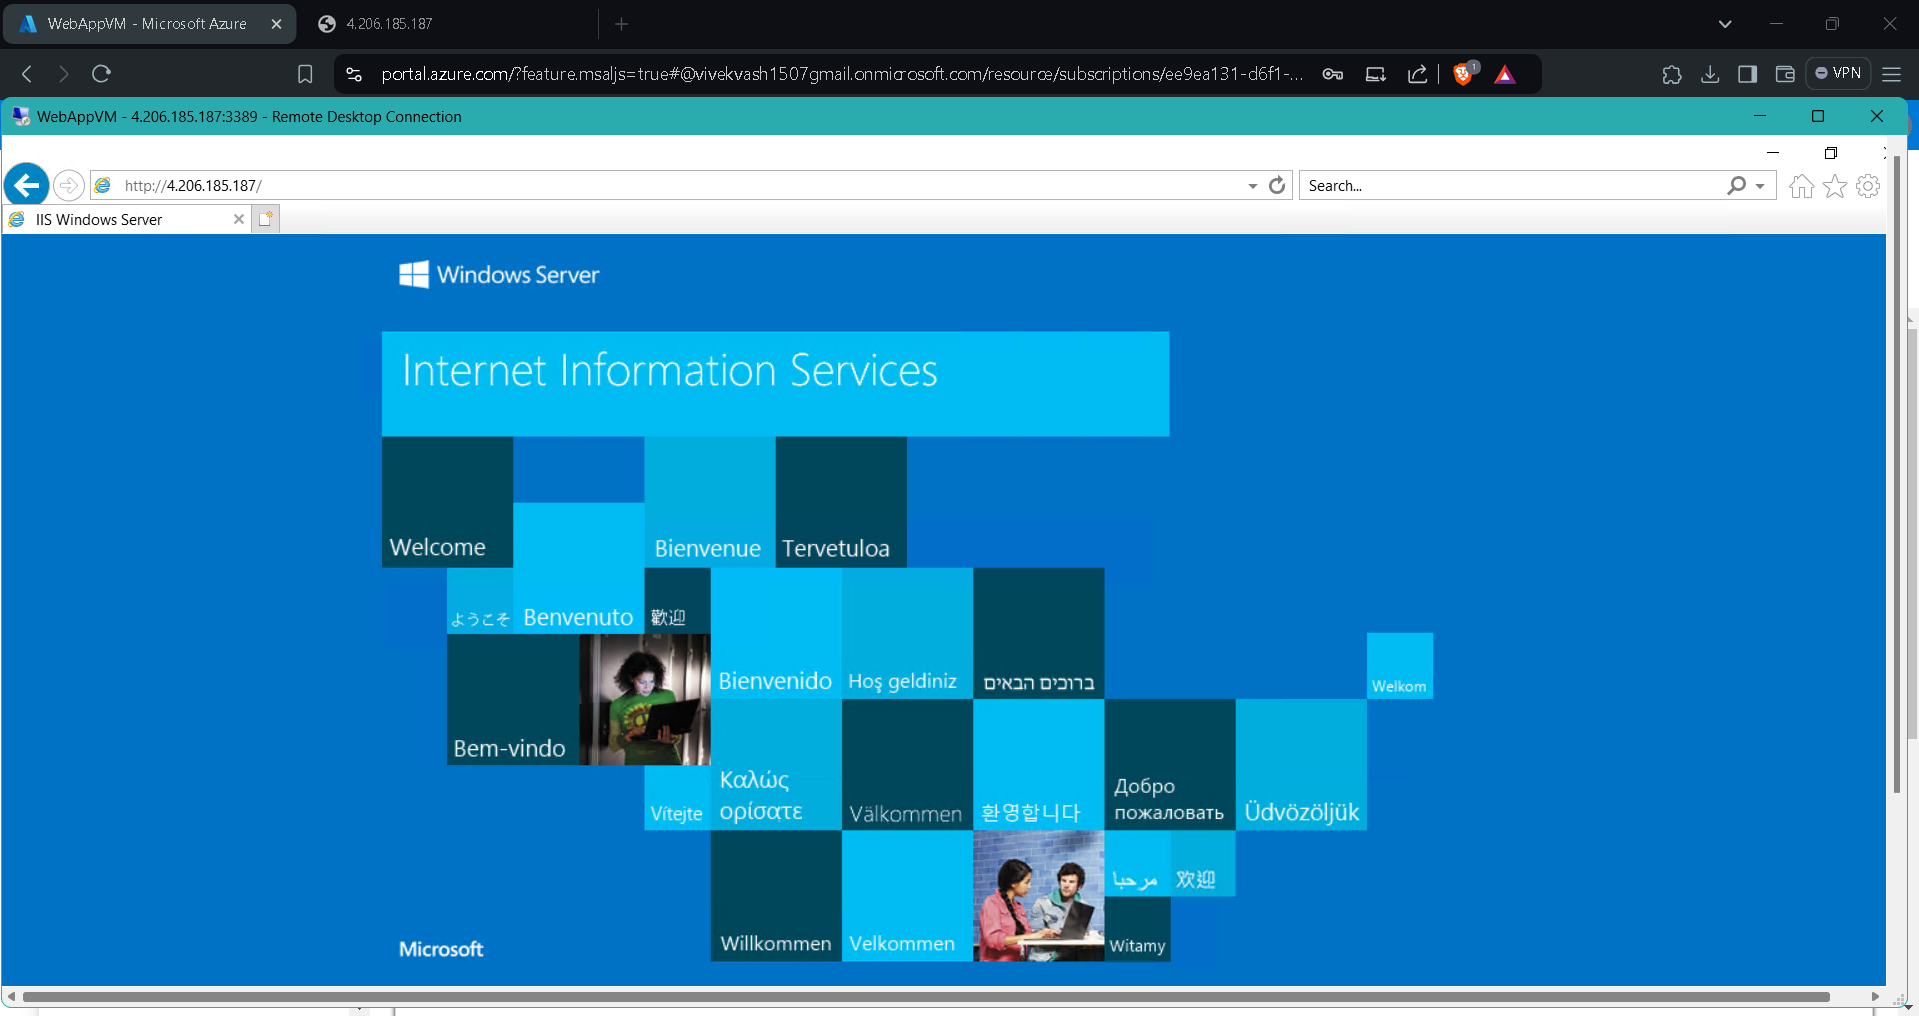 WebAppVM - Microsoft Azure
4.206.185.187
portal.azure.com/?feature.msaljs=true#@vivekvash1507gmail.onmicrosoft.com/resource/subscriptions/ee9ea131-d6f1-...
1
VPN
WebAppVM - 4.206.185.187:3389 - Remote Desktop Connection
http://4.206.185.187/
Search...
IIS Windows Server
Windows Server
Internet Information Services
Welcome
Bienvenue
Tervetuloa
ようこそ
Benvenuto
歡迎
Bienvenido
Hoş geldiniz
ברוכים הבאים
Welkom
Bem-vindo
Vítejte
Καλώς
ορίσατε
Välkommen
환영합니다
Добро
пожаловать
Üdvözöljük
مرحبا
欢迎
Willkommen
Velkommen
Witamy
Microsoft